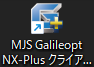 MJS Galileopt
NX-Plus クライア...